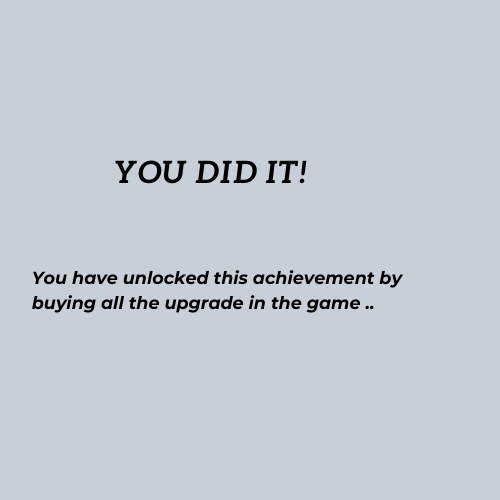 YOU DID IT!
You have unlocked this achievement by
buying all the upgrade in the game ..